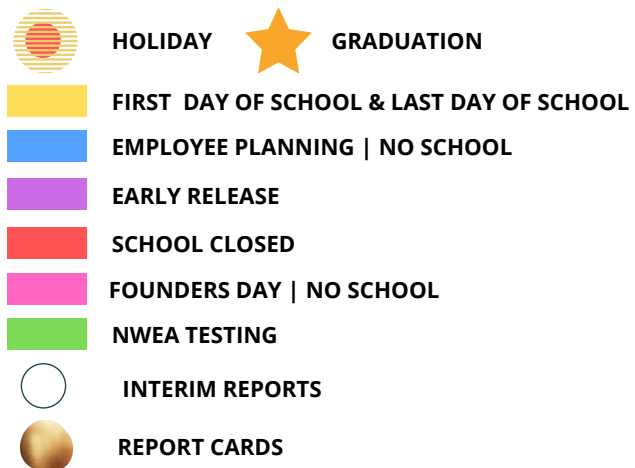 HOLIDAY GRADUATION
FIRST DAY OF SCHOOL & LAST DAY OF SCHOOL
EMPLOYEE PLANNING | NO SCHOOL
EARLY RELEASE
SCHOOL CLOSED
FOUNDERS DAY | NO SCHOOL
NWEA TESTING
INTERIM REPORTS
REPORT CARDS